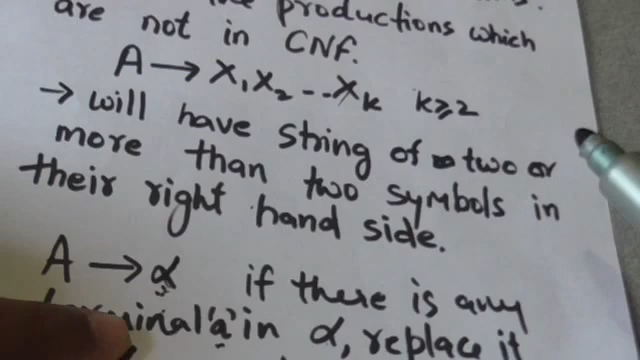 productions which
are not in CNF.
A → X₁X₂ --- Xₖ k≥2
→ will have string of two or
more than two symbols in
their right hand side.
A → α if there is any
terminal 'a' in α, replace it